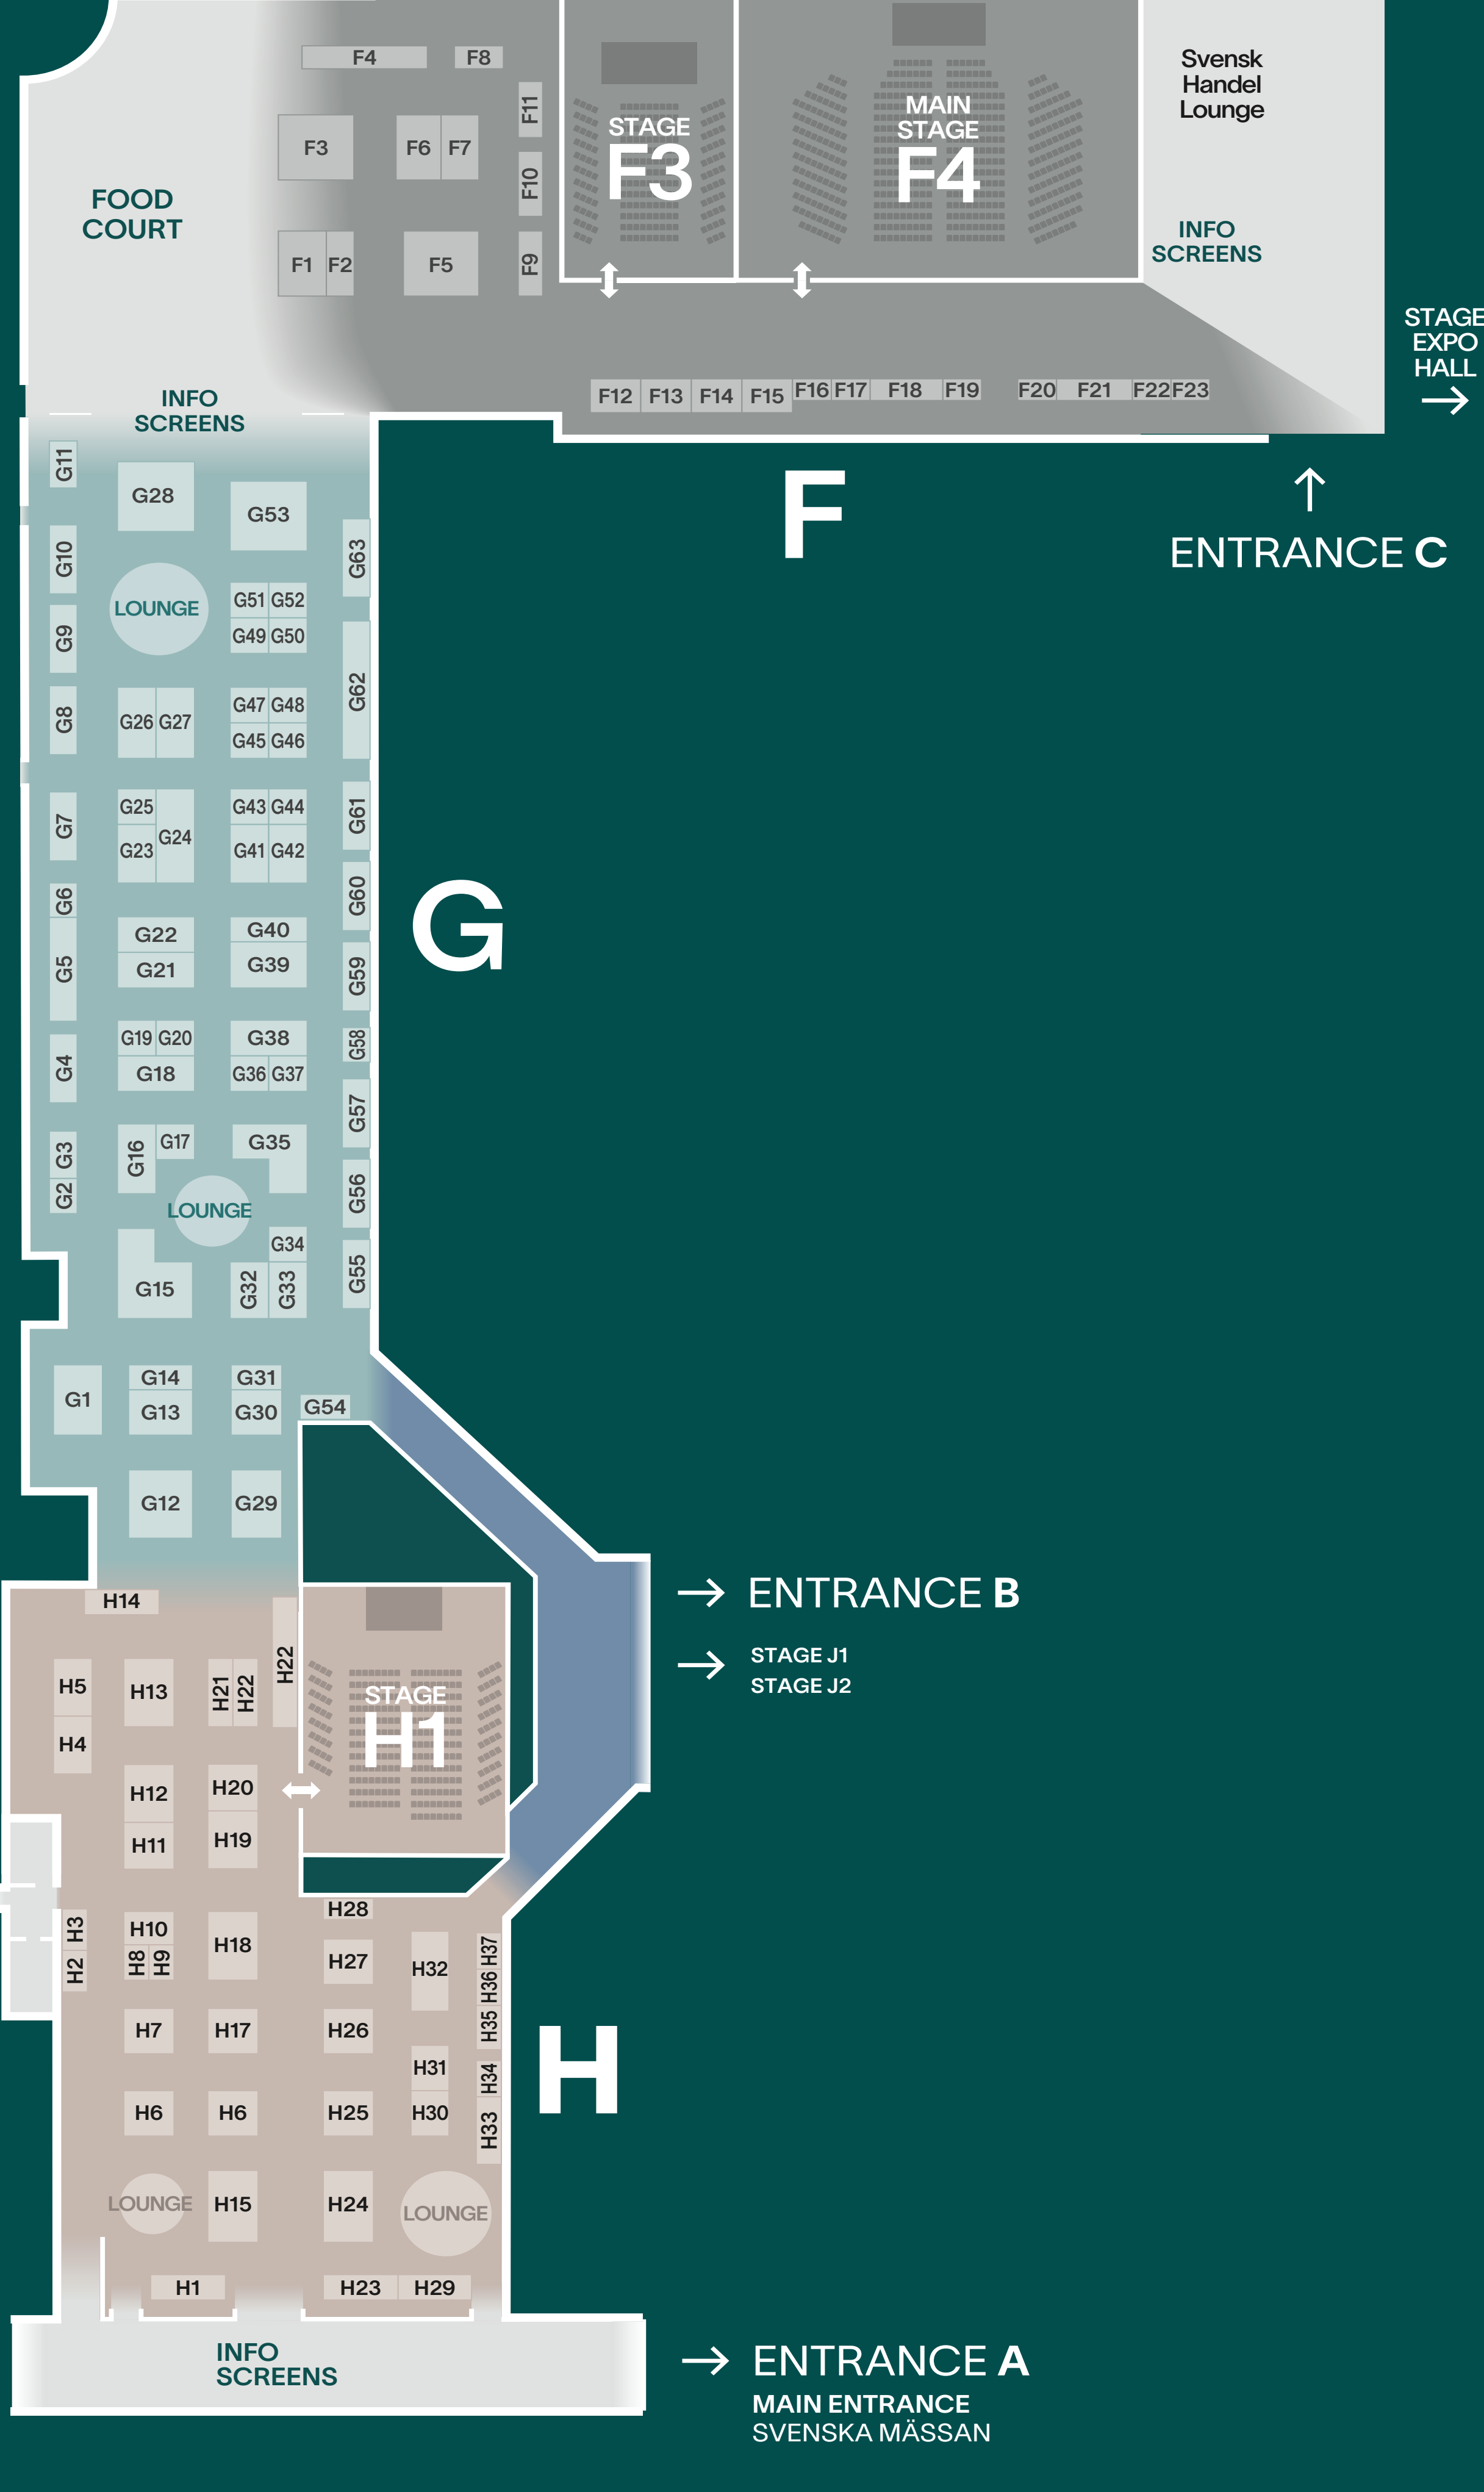 F4
F8
Svensk
Handel
Lounge
F11
MAIN
STAGE
F4
STAGE
F3
F3
F6
F7
F10
FOOD
COURT
INFO
SCREENS
F1
F2
F5
F9
STAGE
EXPO
HALL
INFO
SCREENS
F12
F13
F14
F15
F16
F17
F18
F19
F20
F21
F22
F23
F
ENTRANCE C
G11
G28
G53
G10
G63
LOUNGE
G51
G52
G49
G50
G9
G8
G26
G27
G47
G48
G45
G46
G62
G7
G25
G23
G24
G43
G44
G41
G42
G61
G6
G60
G
G5
G22
G21
G40
G39
G59
G4
G19
G20
G18
G38
G36
G37
G58
G57
G3
G2
G16
G17
G35
G56
LOUNGE
G34
G15
G32
G33
G55
G1
G14
G13
G31
G30
G54
G12
G29
H14
ENTRANCE B
STAGE J1
STAGE J2
H22
H5
H4
H13
H21
H22
STAGE
H1
H12
H11
H20
H19
H28
H3
H2
H10
H8
H9
H18
H27
H32
H37
H36
H35
H7
H17
H26
H31
H34
H
H6
H6
H25
H30
H33
LOUNGE
H15
H24
LOUNGE
H1
H23
H29
INFO
SCREENS
ENTRANCE A
MAIN ENTRANCE
SVENSKA MÄSSAN